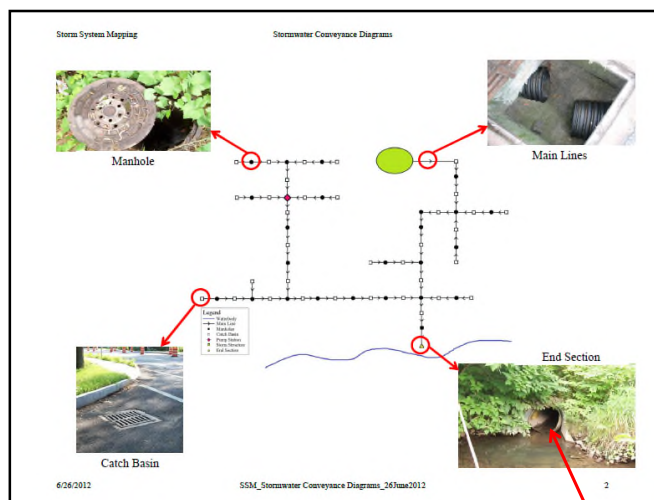 Storm System Mapping Stormwater Conveyance Diagrams
Manhole
Main Lines
Legend
Waterbody
Main Line
Manholes
Catch Basin
Pump Station
Storm Structure
End Section
End Section
Catch Basin
6/26/2012 SSM_Stormwater Conveyance Diagrams_26June2012 2